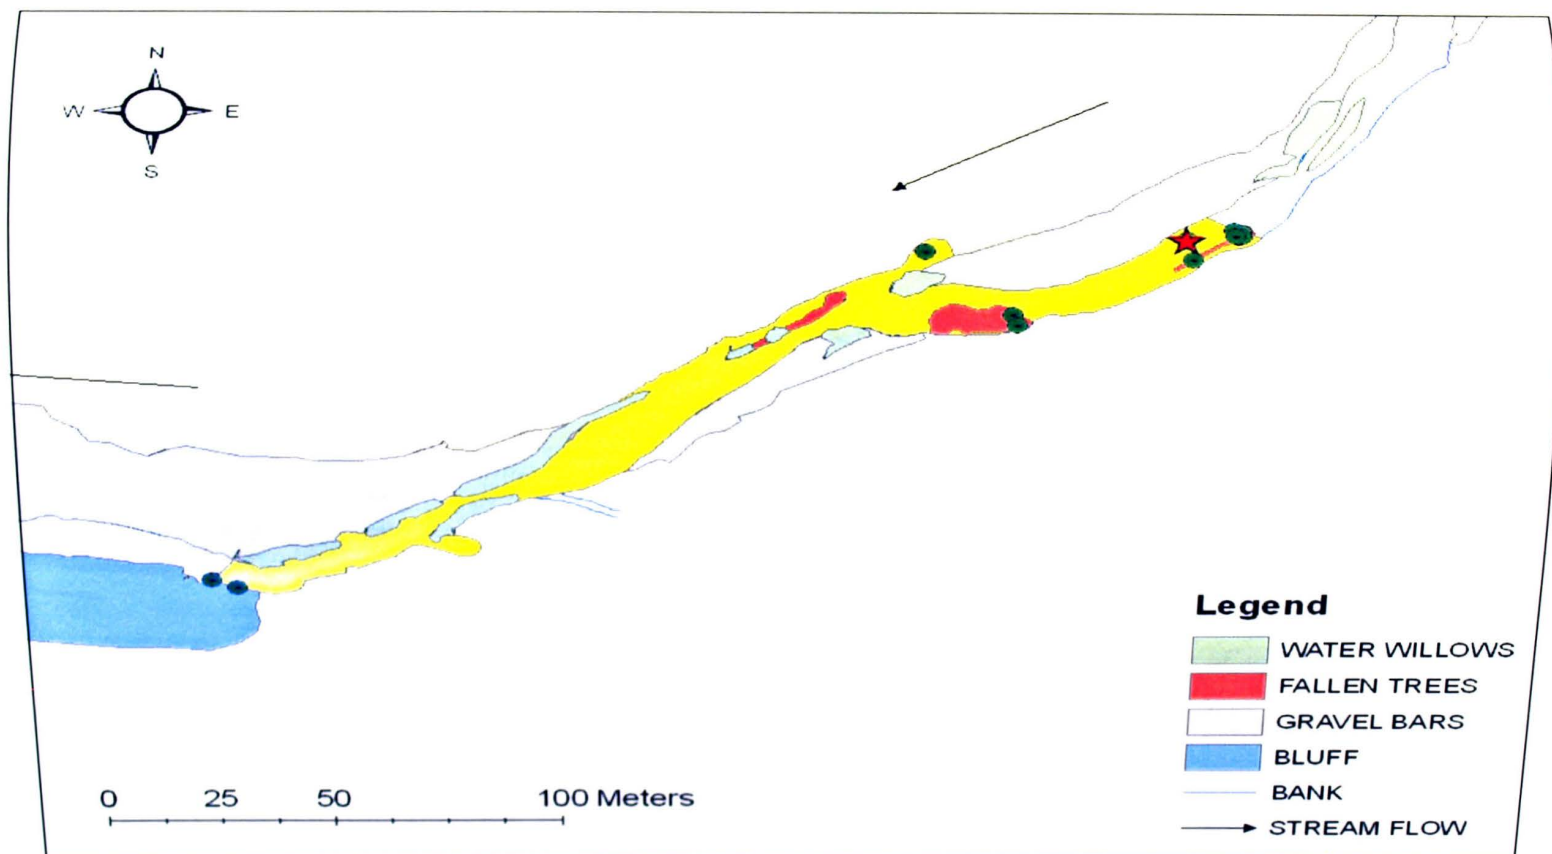 N
W E
S
Legend
WATER WILLOWS
FALLEN TREES
GRAVEL BARS
BLUFF
BANK
STREAM FLOW
0 25 50 100 Meters